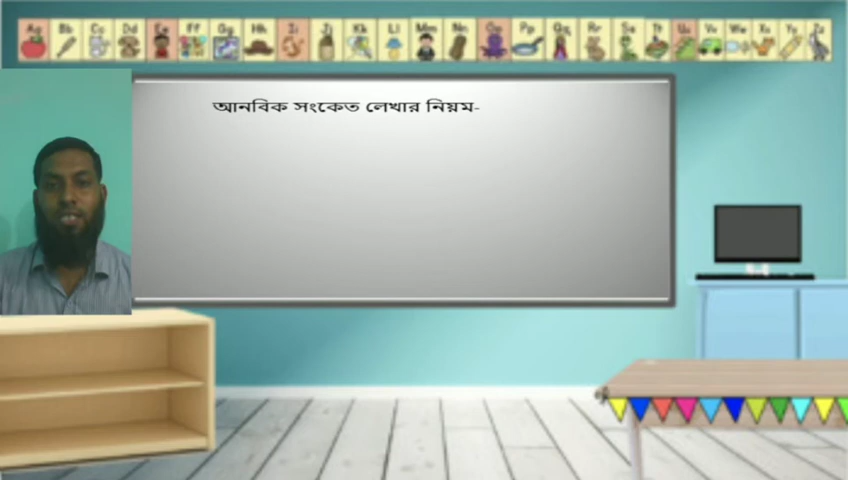 Aa Bb Cc Dd Ee Ff Gg Hh Ii Jj Kk Ll Mm Nn Oo Pp Qq Rr Ss Tt Uu Vv Ww Xx Yy Zz
আনবিক সংকেত লেখার নিয়ম-